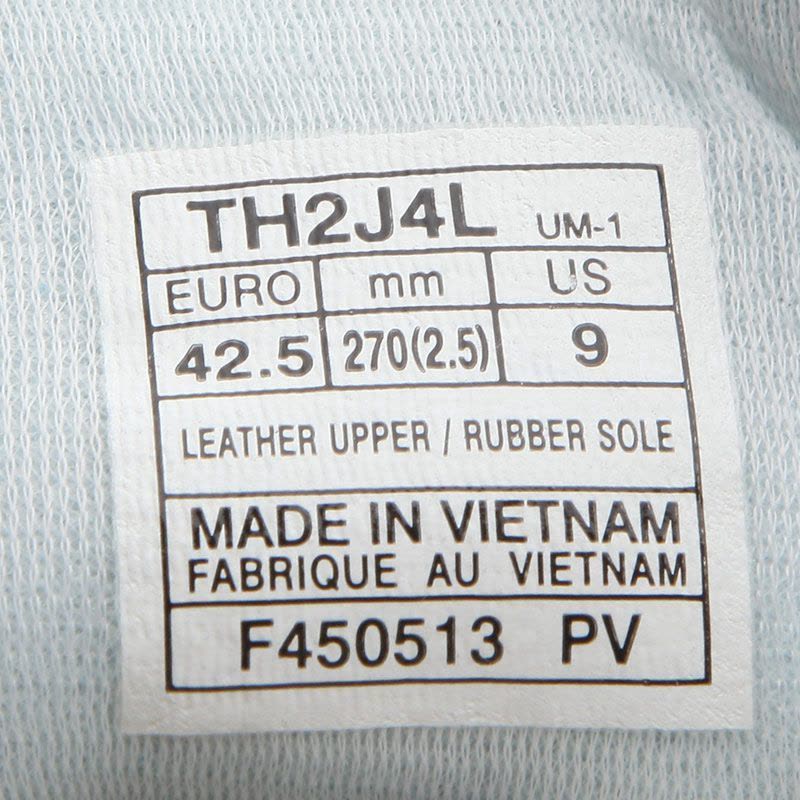 TH2J4L UM-1
EURO mm US
42.5 270(2.5) 9
LEATHER UPPER / RUBBER SOLE
MADE IN VIETNAM
FABRIQUE AU VIETNAM
F450513 PV